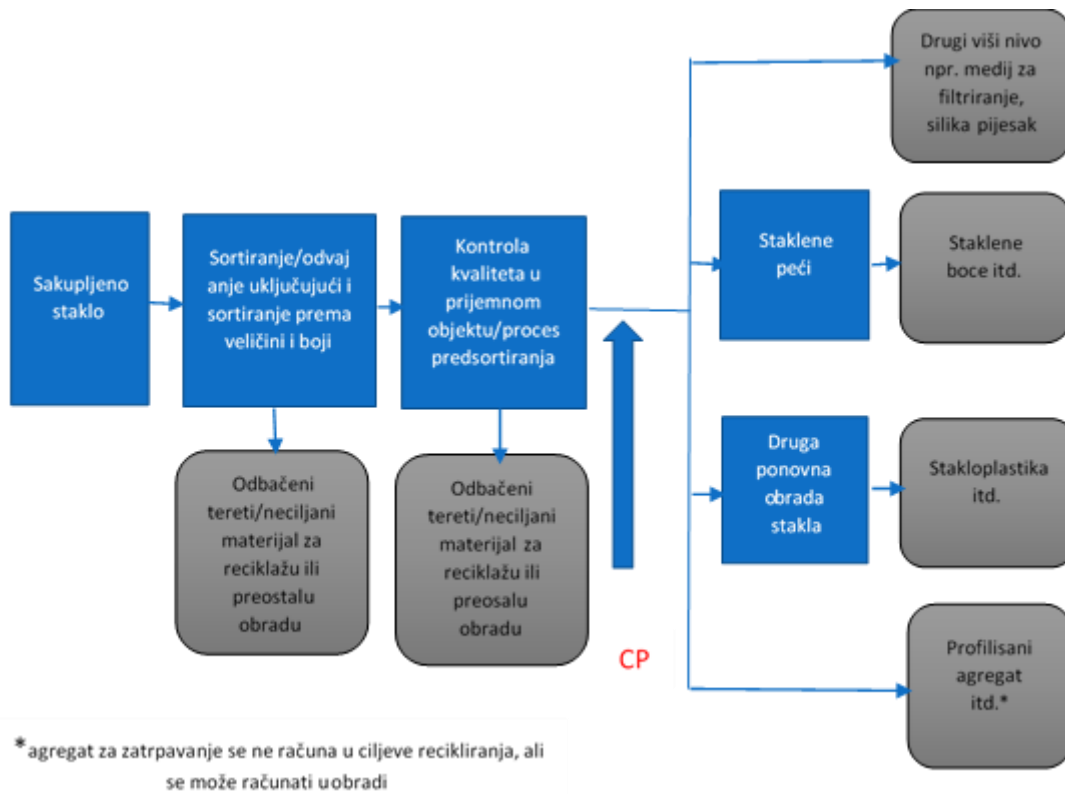 Drugi viši nivo
npr. medij za
filtriranje,
silika pijesak
Sakupljeno
staklo
Sortiranje/odvaj
anje uključujući i
sortiranje prema
veličini i boji
Kontrola
kvaliteta u
prijemnom
objektu/proces
predsortiranja
Staklene
peći
Staklene
boce itd.
Odbačeni
tereti/neciljani
materijal za
reciklažu ili
preostalu
obradu
Odbačeni
tereti/neciljani
materijal za
reciklažu ili
preosalu
obradu
CP
Druga
ponovna
obrada
stakla
Stakloplastika
itd.
Profilisani
agregat
itd.*
*agregat za zatrpavanje se ne računa u ciljeve recikliranja, ali
se može računati uobradi